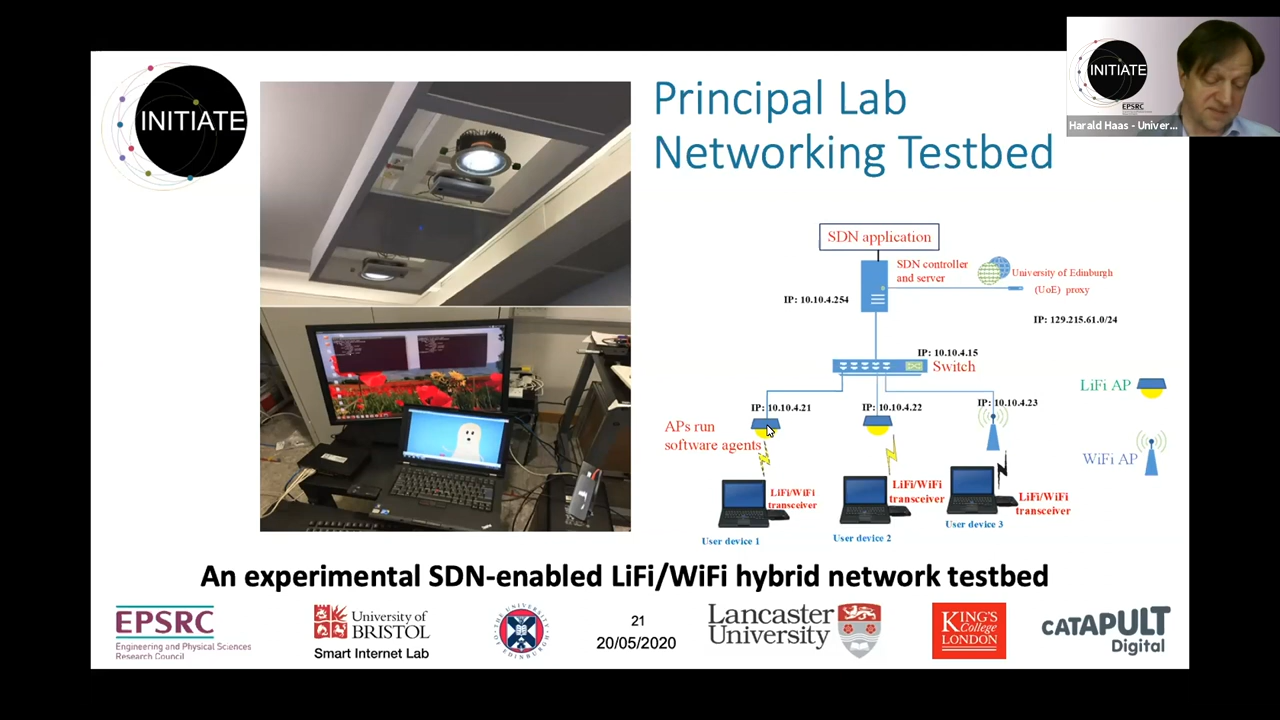 INITIATE
Principal Lab
Networking Testbed
INITIATE
EPSRC
Harald Haas - Univer...
SDN application
SDN controller
and server
University of Edinburgh
(UoE) proxy
IP: 10.10.4.254
IP: 129.215.61.0/24
IP: 10.10.4.15
Switch
LiFi AP
IP: 10.10.4.21
IP: 10.10.4.22
IP: 10.10.4.23
APs run
software agents
WiFi AP
LiFi/WiFi
transceiver
LiFi/WiFi
transceiver
LiFi/WiFi
transceiver
User device 1
User device 2
User device 3
An experimental SDN-enabled LiFi/WiFi hybrid network testbed
EPSRC
Engineering and Physical Sciences
Research Council
University of
BRISTOL
Smart Internet Lab
THE UNIVERSITY OF EDINBURGH
21
20/05/2020
Lancaster
University
KING'S
College
LONDON
CATAPULT
Digital